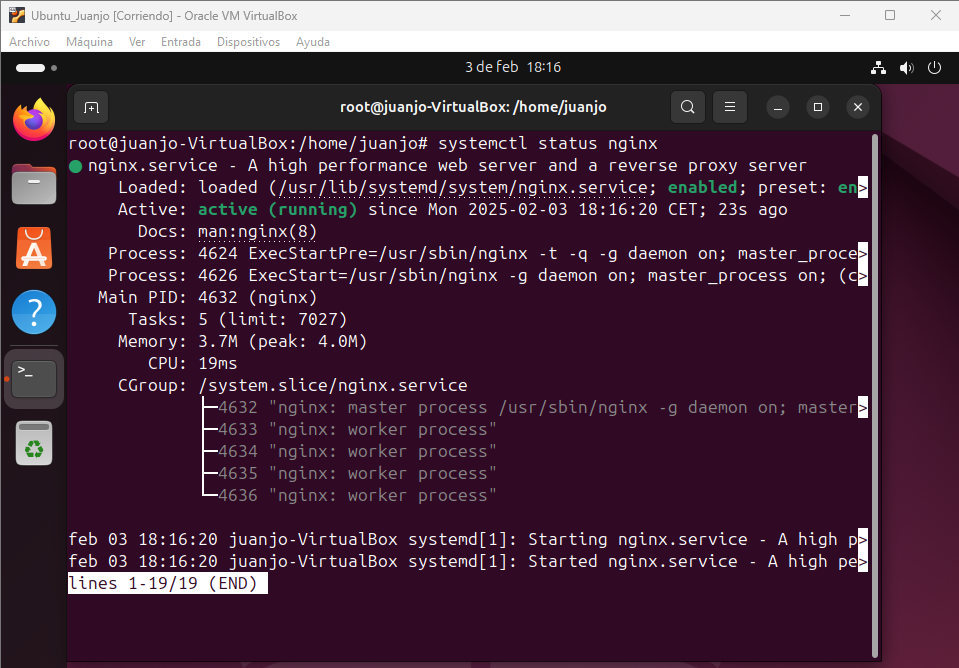 Ubuntu_Juanjo [Corriendo] - Oracle VM VirtualBox
Archivo Máquina Ver Entrada Dispositivos Ayuda
3 de feb 18:16
root@juanjo-VirtualBox: /home/juanjo
root@juanjo-VirtualBox:/home/juanjo# systemctl status nginx
● nginx.service - A high performance web server and a reverse proxy server
Loaded: loaded (/usr/lib/systemd/system/nginx.service; enabled; preset: en>
Active: active (running) since Mon 2025-02-03 18:16:20 CET; 23s ago
Docs: man:nginx(8)
Process: 4624 ExecStartPre=/usr/sbin/nginx -t -q -g daemon on; master_proce>
Process: 4626 ExecStart=/usr/sbin/nginx -g daemon on; master_process on; (c>
Main PID: 4632 (nginx)
Tasks: 5 (limit: 7027)
Memory: 3.7M (peak: 4.0M)
CPU: 19ms
CGroup: /system.slice/nginx.service
├─4632 "nginx: master process /usr/sbin/nginx -g daemon on; master>
├─4633 "nginx: worker process"
├─4634 "nginx: worker process"
├─4635 "nginx: worker process"
└─4636 "nginx: worker process"
feb 03 18:16:20 juanjo-VirtualBox systemd[1]: Starting nginx.service - A high p>
feb 03 18:16:20 juanjo-VirtualBox systemd[1]: Started nginx.service - A high pe>
lines 1-19/19 (END)